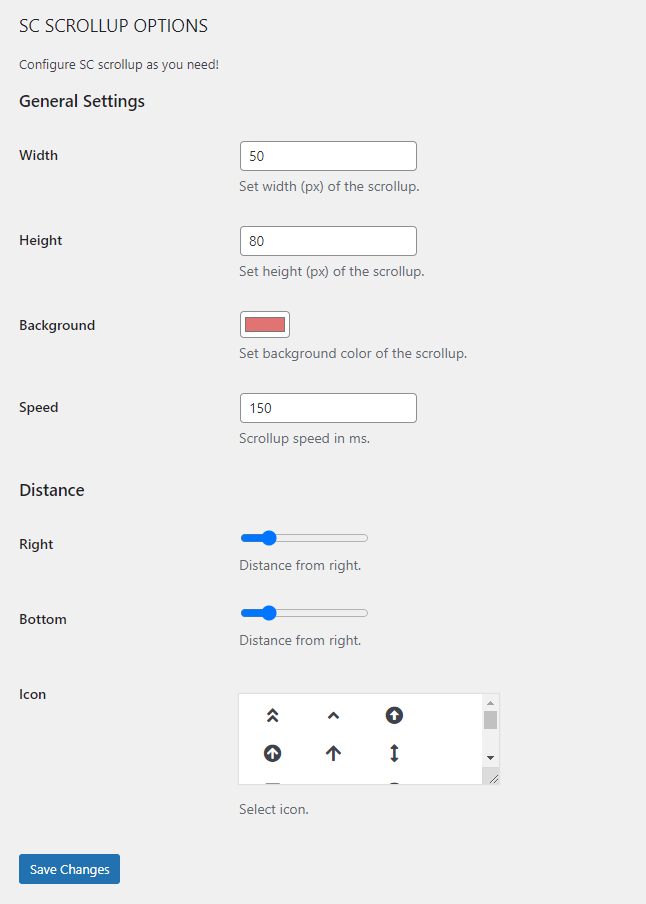 SC SCROLLUP OPTIONS
Configure SC scrollup as you need!
General Settings
Width
50
Set width (px) of the scrollup.
Height
80
Set height (px) of the scrollup.
Background
Set background color of the scrollup.
Speed
150
Scrollup speed in ms.
Distance
Right
Distance from right.
Bottom
Distance from right.
Icon
Select icon.
Save Changes